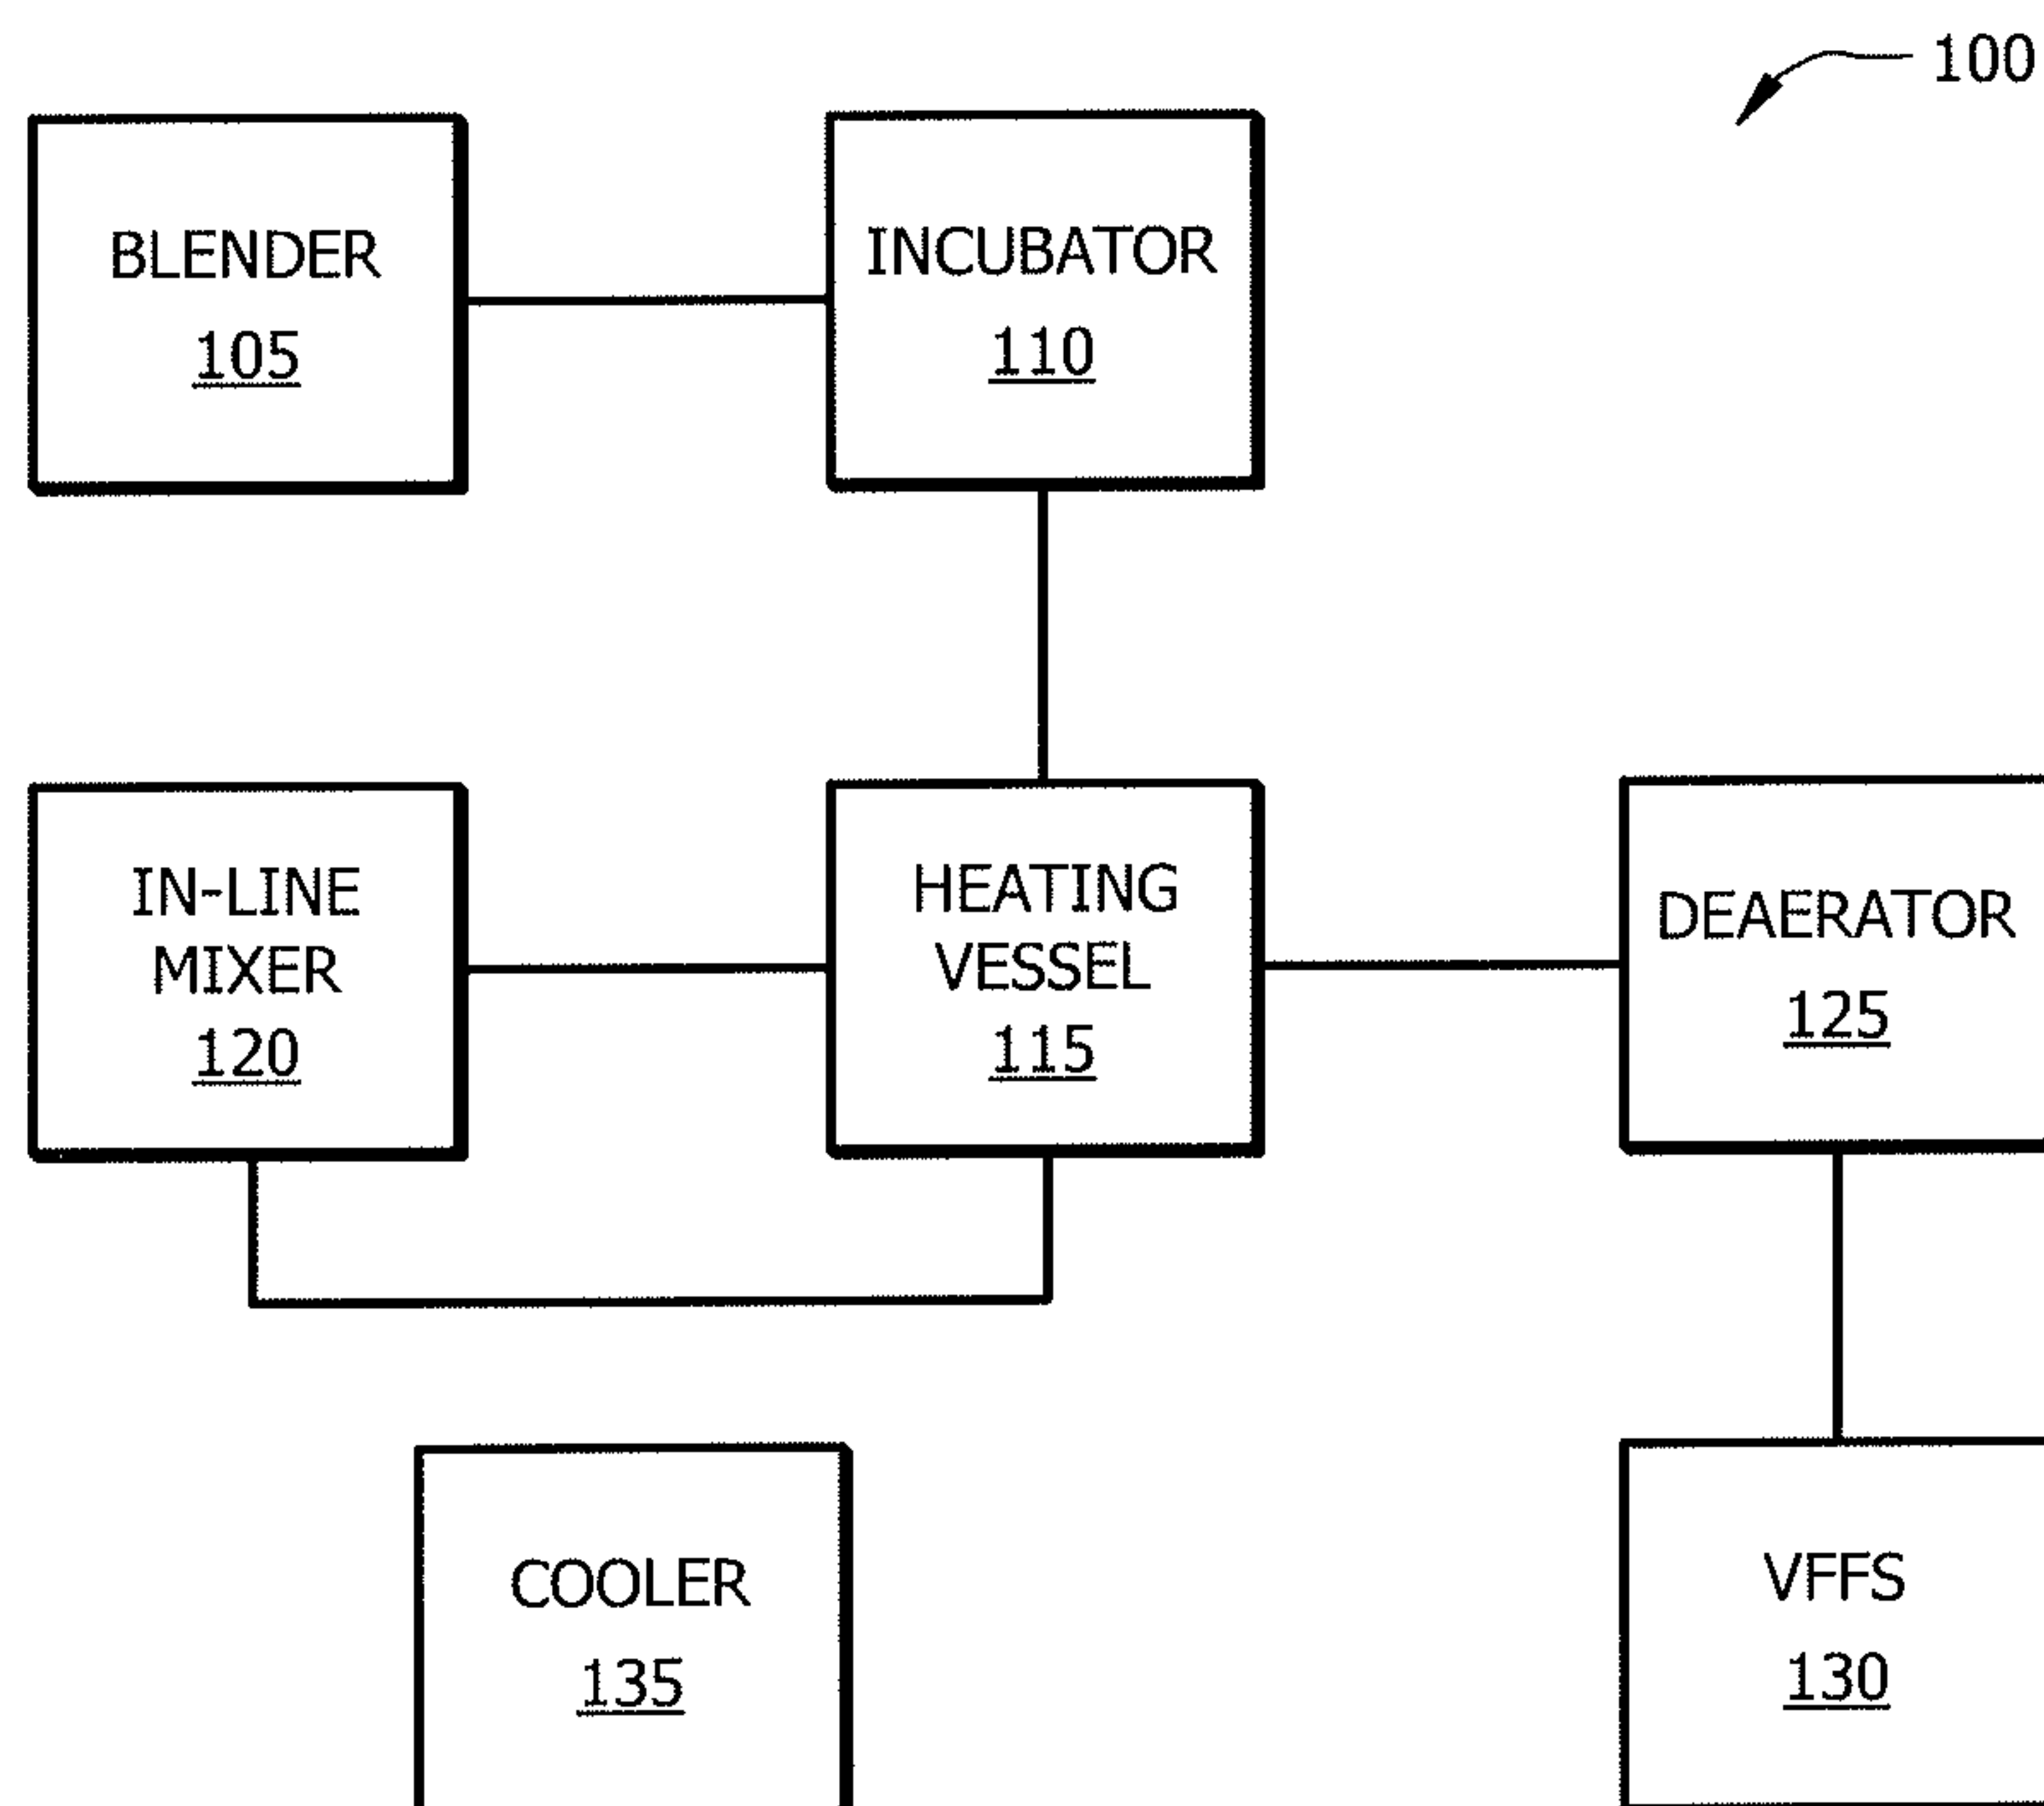 100
BLENDER
105
INCUBATOR
110
IN-LINE
MIXER
120
HEATING
VESSEL
115
DEAERATOR
125
COOLER
135
VFFS
130